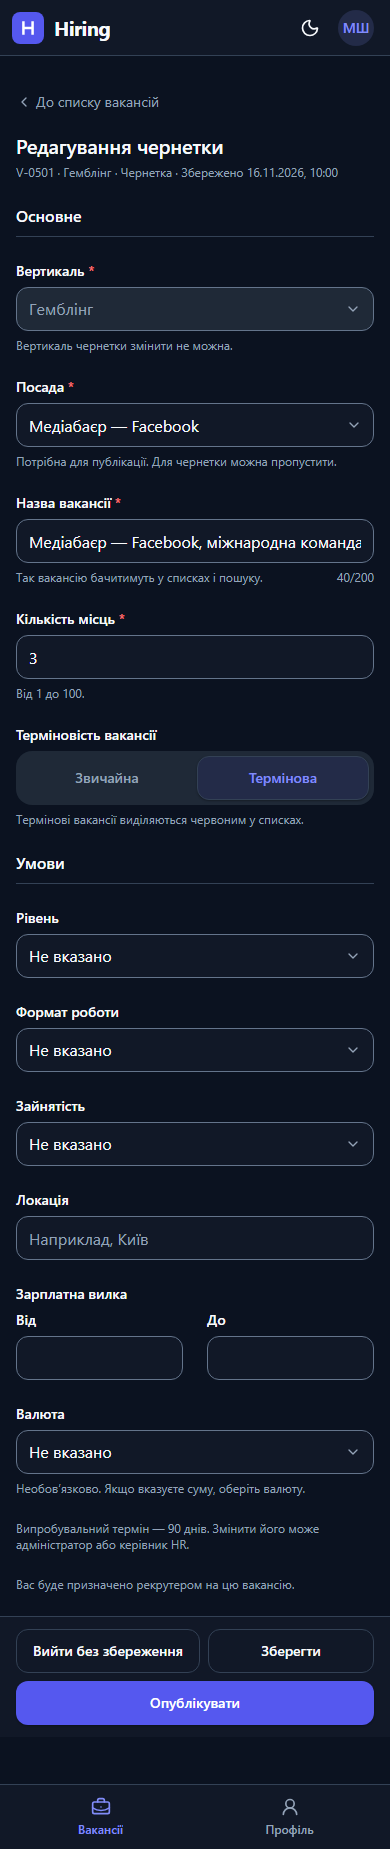 H Hiring МШ
До списку вакансій
Редагування чернетки
V-0501 · Гемблінг · Чернетка · Збережено 16.11.2026, 10:00
Основне
Вертикаль *
Гемблінг
Вертикаль чернетки змінити не можна.
Посада *
Медіабаєр — Facebook
Потрібна для публікації. Для чернетки можна пропустити.
Назва вакансії *
Медіабаєр — Facebook, міжнародна команда
Так вакансію бачитимуть у списках і пошуку. 40/200
Кількість місць *
3
Від 1 до 100.
Терміновість вакансії
Звичайна Термінова
Термінові вакансії виділяються червоним у списках.
Умови
Рівень
Не вказано
Формат роботи
Не вказано
Зайнятість
Не вказано
Локація
Наприклад, Київ
Зарплатна вилка
Від До
Валюта
Не вказано
Необов'язково. Якщо вказуєте суму, оберіть валюту.
Випробувальний термін — 90 днів. Змінити його може
адміністратор або керівник HR.
Вас буде призначено рекрутером на цю вакансію.
Вийти без збереження Зберегти
Опублікувати
Вакансії Профіль